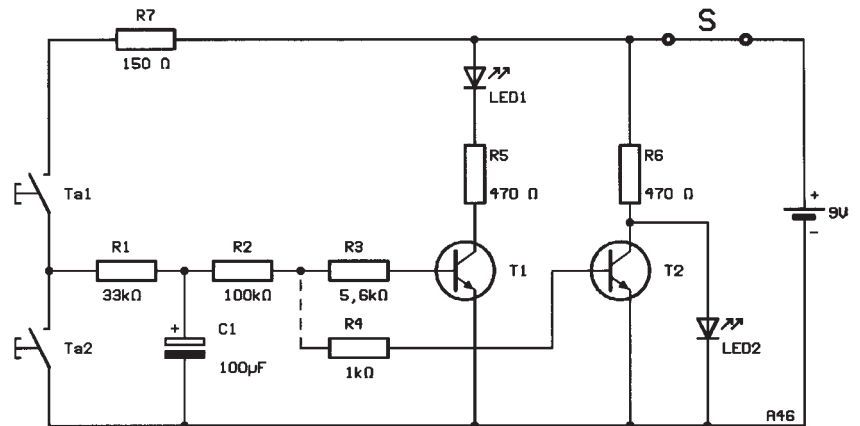 R7
150 Ω
S
LED1
R5
470 Ω
R6
470 Ω
Ta1
+
9V
-
R1
33kΩ
R2
100kΩ
R3
5,6kΩ
T1
T2
Ta2
+
C1
100µF
R4
1kΩ
LED2
A46